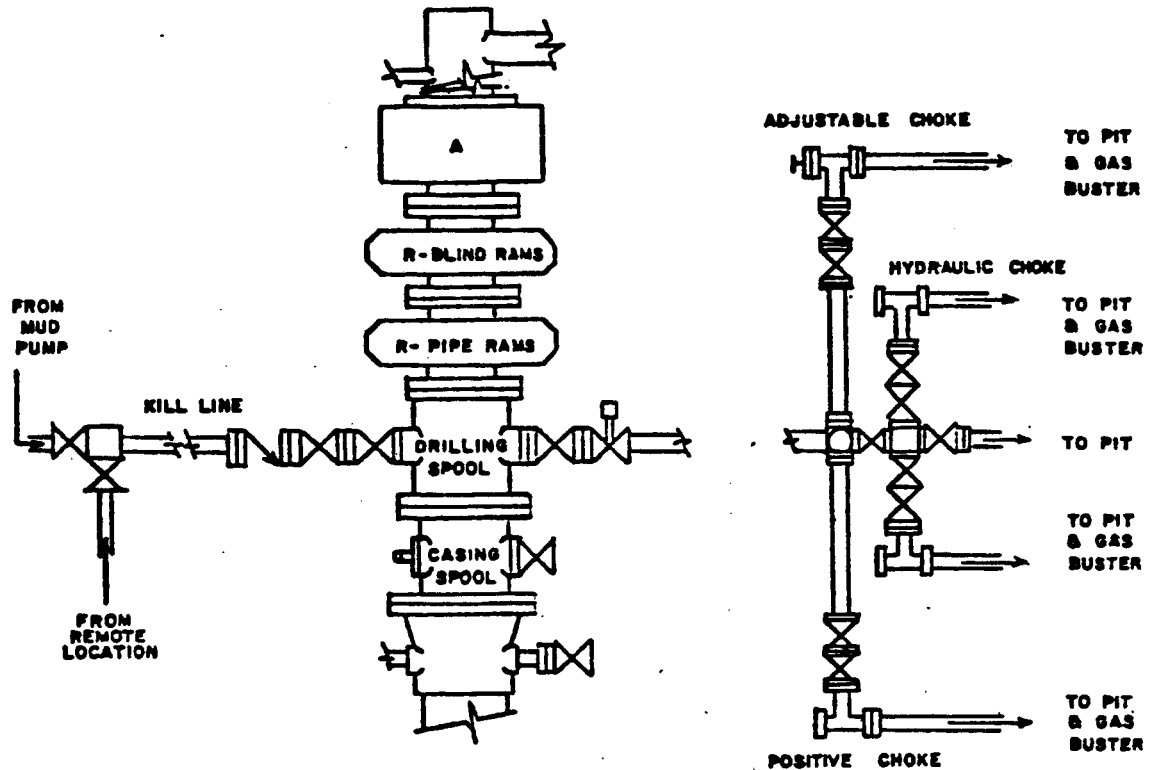 A
R-BLIND RAMS
R- PIPE RAMS
FROM
MUD
PUMP
KILL LINE
DRILLING
SPOOL
CASING
SPOOL
FROM
REMOTE
LOCATION
ADJUSTABLE CHOKE
TO PIT
& GAS
BUSTER
HYDRAULIC CHOKE
TO PIT
& GAS
BUSTER
TO PIT
TO PIT
& GAS
BUSTER
TO PIT
& GAS
BUSTER
POSITIVE CHOKE